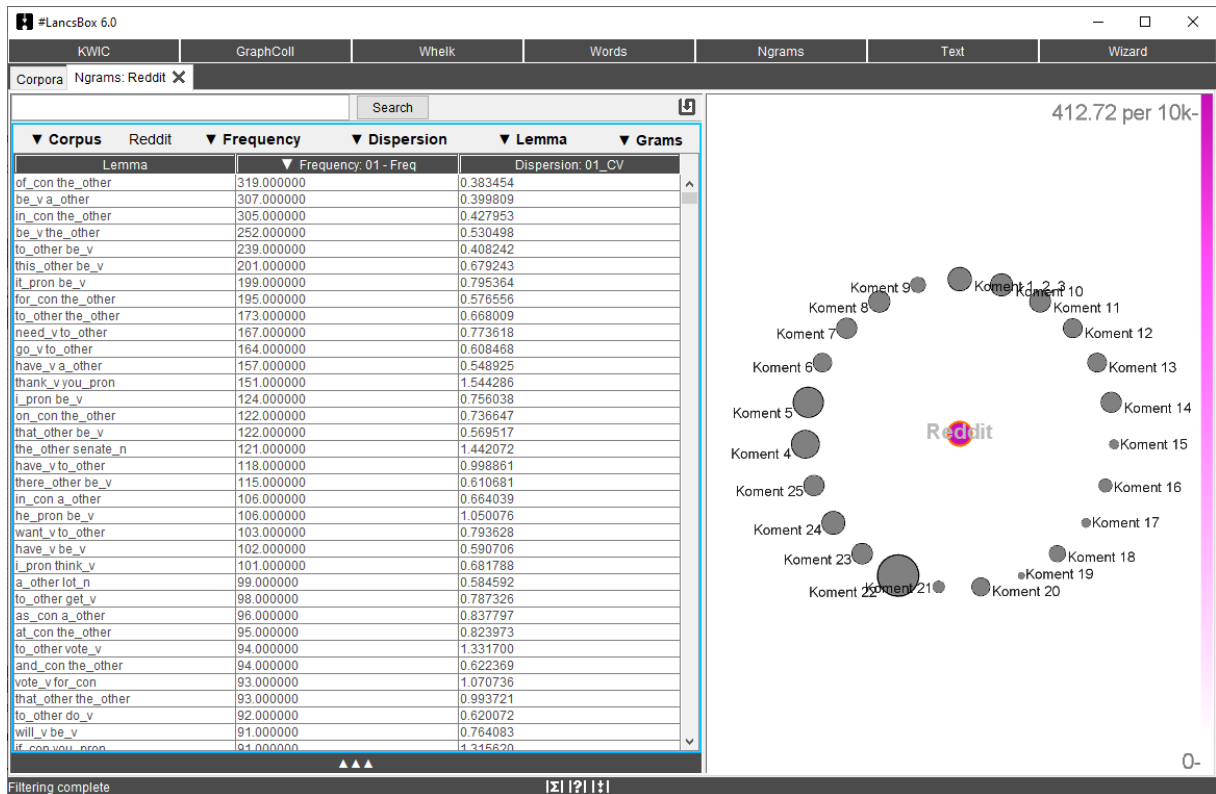 #LancsBox 6.0
KWIC GraphColl Whelk Words Ngrams Text Wizard
Corpora Ngrams: Reddit
Search
▼ Corpus Reddit ▼ Frequency ▼ Dispersion ▼ Lemma ▼ Grams
Lemma ▼ Frequency: 01 - Freq Dispersion: 01_CV
of_con the_other 319.000000 0.383454
be_v a_other 307.000000 0.399809
in_con the_other 305.000000 0.427953
be_v the_other 252.000000 0.530498
to_other be_v 239.000000 0.408242
this_other be_v 201.000000 0.679243
it_pron be_v 199.000000 0.795364
for_con the_other 195.000000 0.576556
to_other the_other 173.000000 0.668009
need_v to_other 167.000000 0.773618
go_v to_other 164.000000 0.608468
have_v a_other 157.000000 0.548925
thank_v you_pron 151.000000 1.544286
i_pron be_v 124.000000 0.756038
on_con the_other 122.000000 0.736647
that_other be_v 122.000000 0.569517
the_other senate_n 121.000000 1.442072
have_v to_other 118.000000 0.998861
there_other be_v 115.000000 0.610681
in_con a_other 106.000000 0.664039
he_pron be_v 106.000000 1.050076
want_v to_other 103.000000 0.793628
have_v be_v 102.000000 0.590706
i_pron think_v 101.000000 0.681788
a_other lot_n 99.000000 0.584592
to_other get_v 98.000000 0.787326
as_con a_other 96.000000 0.837797
at_con the_other 95.000000 0.823973
to_other vote_v 94.000000 1.331700
and_con the_other 94.000000 0.622369
vote_v for_con 93.000000 1.070736
that_other the_other 93.000000 0.993721
to_other do_v 92.000000 0.620072
will_v be_v 91.000000 0.764083
if_con you_pron 91.000000 1.315620
▲▲▲
412.72 per 10k-
Koment 9
Koment 1, 2, 3
Koment 10
Koment 8
Koment 11
Koment 7
Koment 12
Koment 6
Koment 13
Koment 5
Koment 14
Reddit
Koment 4
Koment 15
Koment 25
Koment 16
Koment 24
Koment 17
Koment 23
Koment 18
Koment 19
Koment 22
Koment 21
Koment 20
0-
Filtering complete |Σ| |?| |‡|